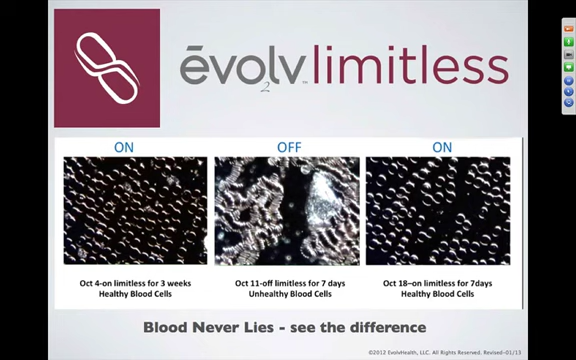 ēvolv limitless
2
ON
OFF
ON
Oct 4-on limitless for 3 weeks
Healthy Blood Cells
Oct 11-off limitless for 7 days
Unhealthy Blood Cells
Oct 18–on limitless for 7days
Healthy Blood Cells
Blood Never Lies - see the difference
©2012 EvolvHealth, LLC. All Rights Reserved. Revised-01/13